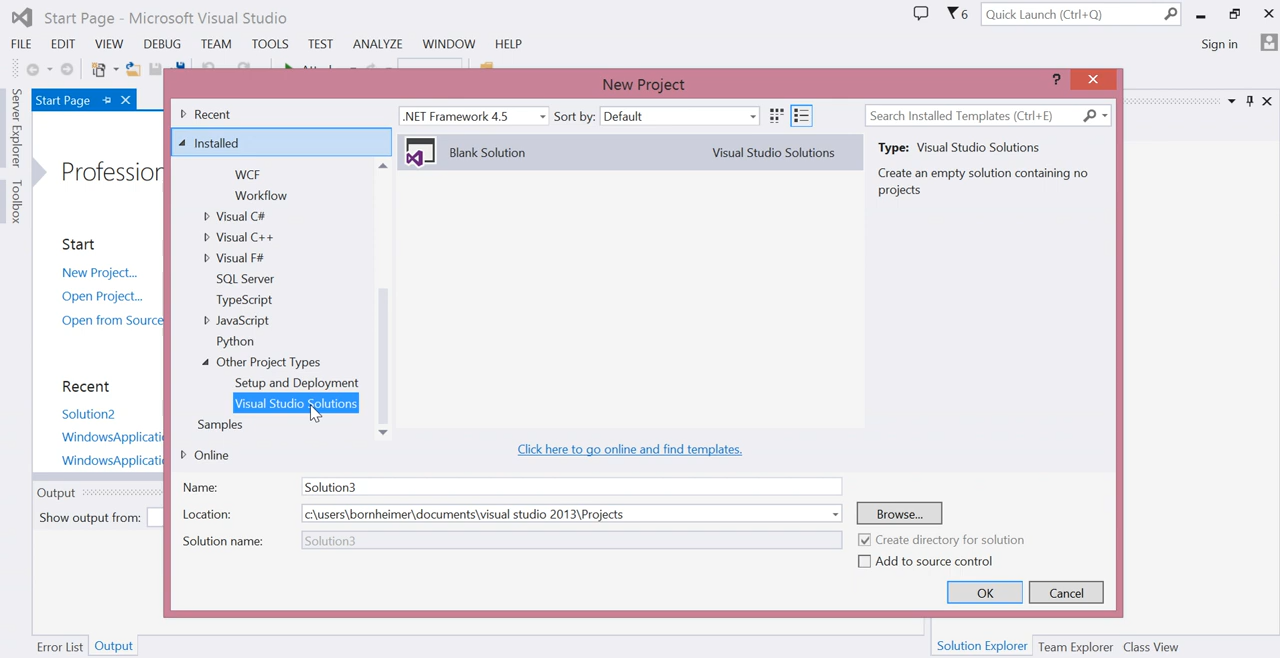 Start Page - Microsoft Visual Studio
6
Quick Launch (Ctrl+Q)
FILE EDIT VIEW DEBUG TEAM TOOLS TEST ANALYZE WINDOW HELP
Sign in
Server Explorer
Toolbox
Start Page
Start
New Project...
Open Project...
Open from Source
Recent
Solution2
Output
Show output from:
Error List Output
New Project
?
Recent
Installed
WCF
Workflow
Visual C#
Visual C++
Visual F#
SQL Server
TypeScript
JavaScript
Python
Other Project Types
Setup and Deployment
Visual Studio Solutions
Samples
Online
.NET Framework 4.5 Sort by: Default
Blank Solution Visual Studio Solutions
Click here to go online and find templates.
Search Installed Templates (Ctrl+E)
Type: Visual Studio Solutions
Create an empty solution containing no
projects
Name: Solution3
Location: c:\users\bornheimer\documents\visual studio 2013\Projects Browse...
Solution name: Solution3
Create directory for solution
Add to source control
OK Cancel
Solution Explorer Team Explorer Class View